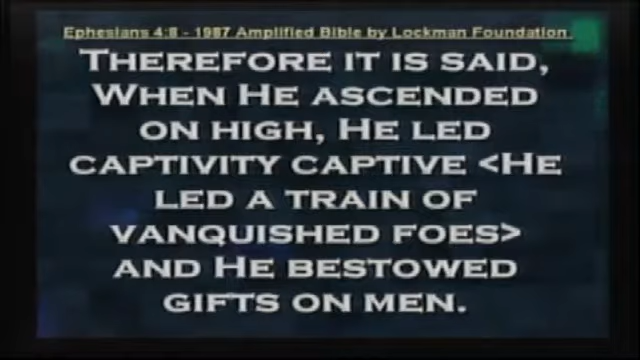 Ephesians 4:8 - 1987 Amplified Bible by Lockman Foundation
THEREFORE IT IS SAID,
WHEN HE ASCENDED
ON HIGH, HE LED
CAPTIVITY CAPTIVE <HE
LED A TRAIN OF
VANQUISHED FOES>
AND HE BESTOWED
GIFTS ON MEN.